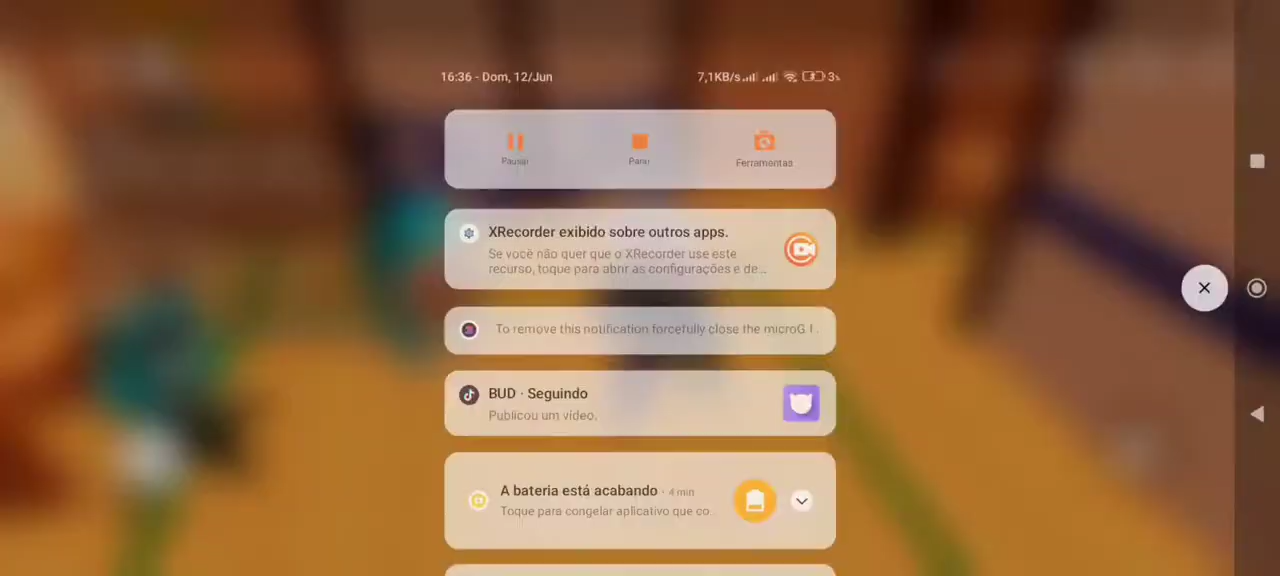 16:36 - Dom, 12/Jun
7,1KB/s 3%
Pausar Parar Ferramentas
XRecorder exibido sobre outros apps.
Se você não quer que o XRecorder use este
recurso, toque para abrir as configurações e de...
To remove this notification forcefully close the microG
BUD · Seguindo
Publicou um vídeo.
A bateria está acabando · 4 min
Toque para congelar aplicativo que co...